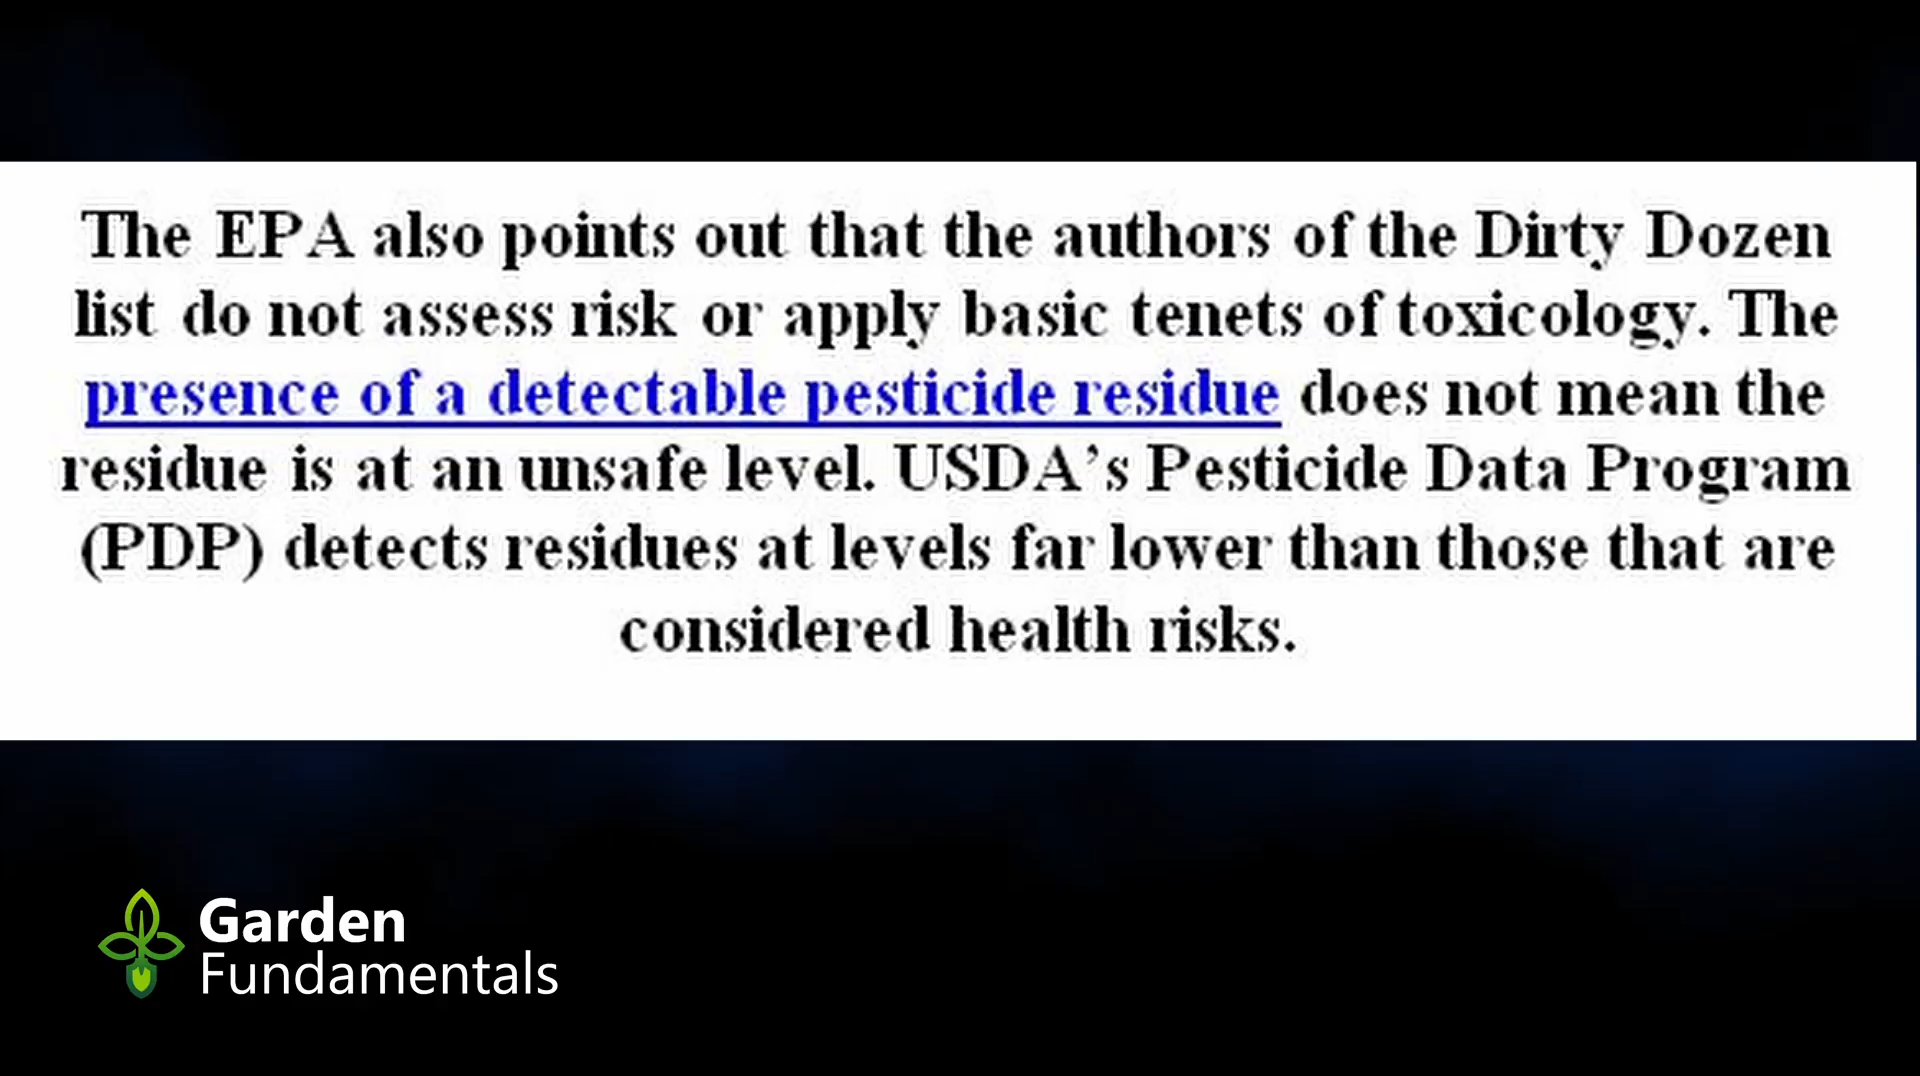 The EPA also points out that the authors of the Dirty Dozen
list do not assess risk or apply basic tenets of toxicology. The
presence of a detectable pesticide residue does not mean the
residue is at an unsafe level. USDA’s Pesticide Data Program
(PDP) detects residues at levels far lower than those that are
considered health risks.
Garden
Fundamentals